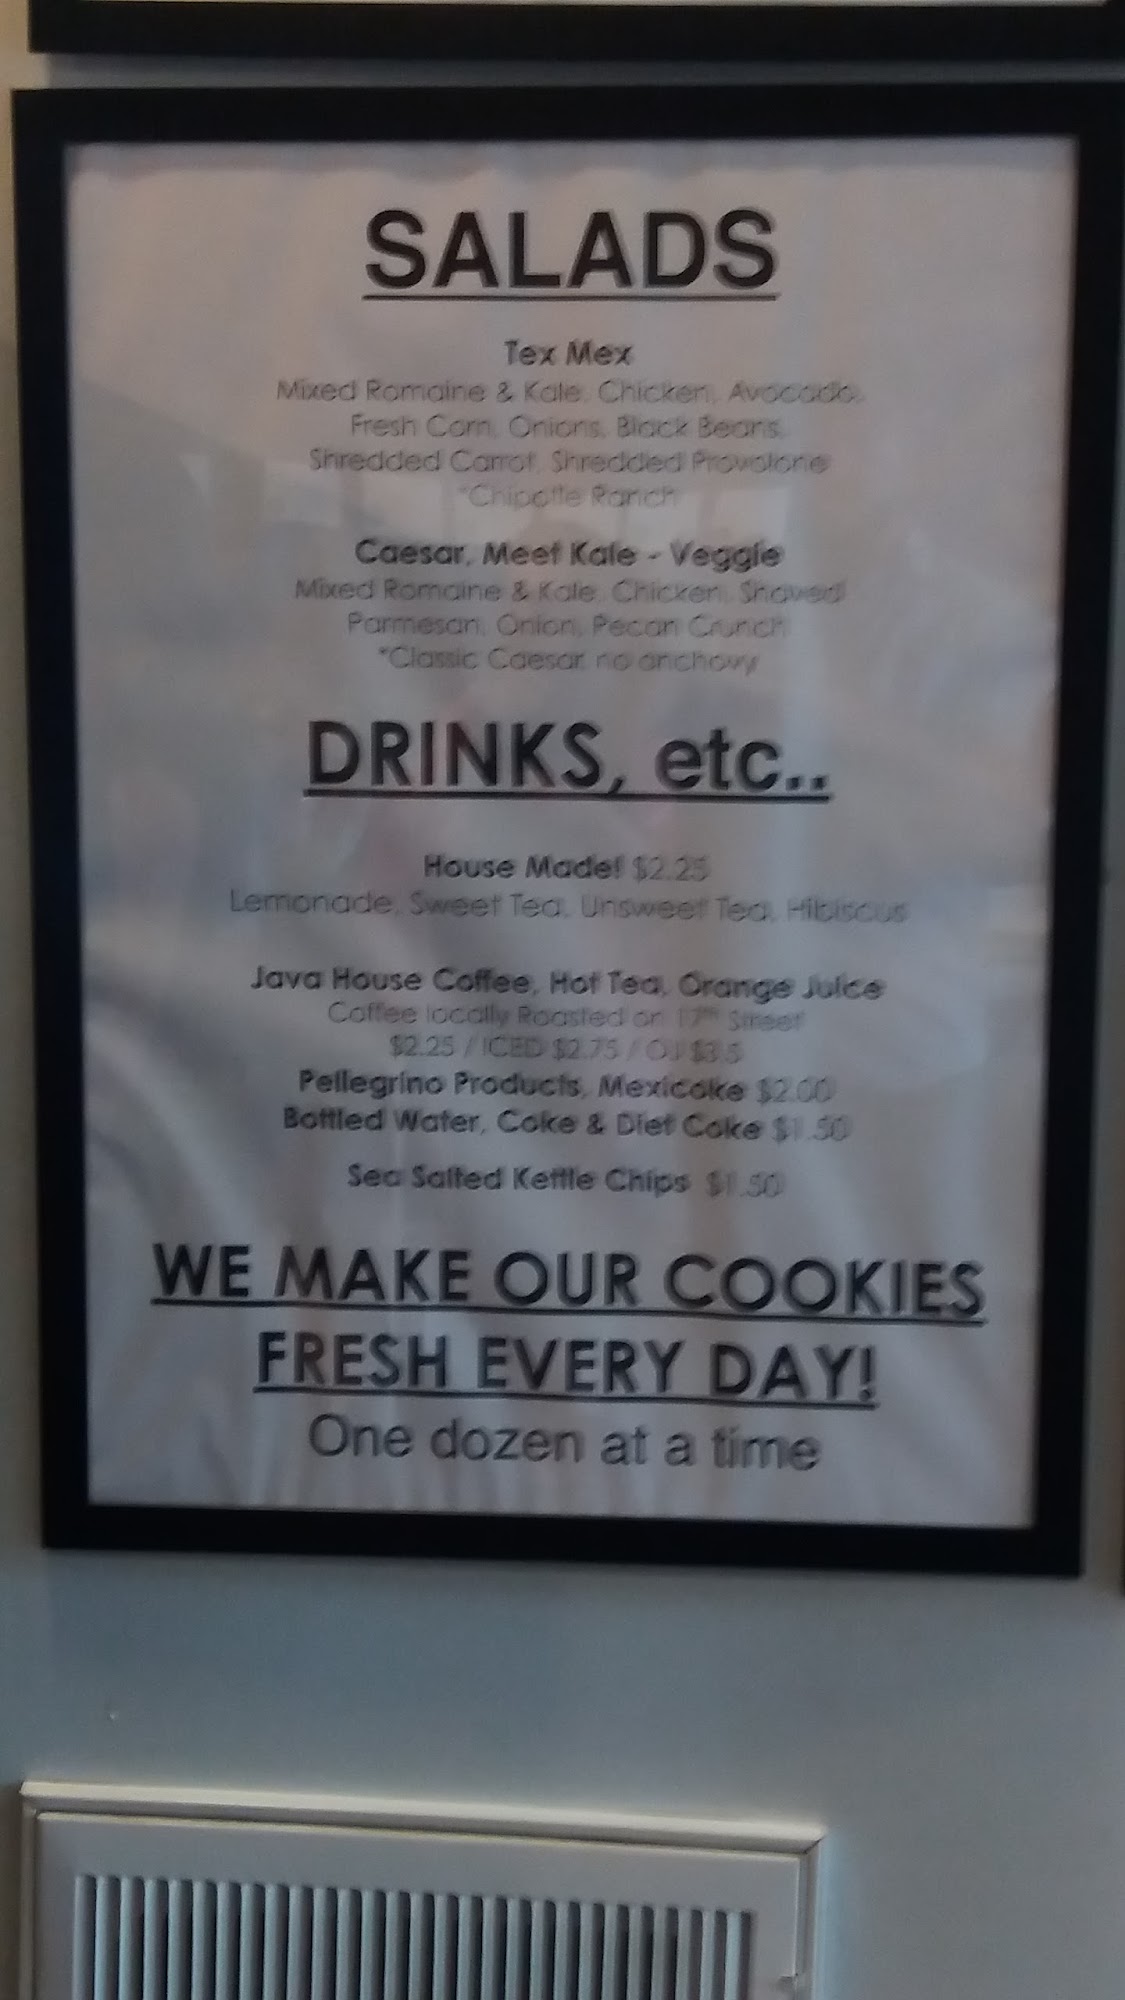 SALADS
Tex Mex
Mixed Romaine & Kale, Chicken, Avocado,
Fresh Corn, Onions, Black Beans,
Shredded Carrot, Shredded Provolone
*Chipotle Ranch
Caesar, Meet Kale - Veggie
Mixed Romaine & Kale, Chicken, Shaved
Parmesan, Onion, Pecan Crunch
*Classic Caesar, no anchovy
DRINKS, etc..
House Made! $2.25
Lemonade, Sweet Tea, Unsweet Tea, Hibiscus
Java House Coffee, Hot Tea, Orange Juice
Coffee locally Roasted on 17th Street
$2.25 / ICED $2.75 / OJ $3.5
Pellegrino Products, Mexicoke $2.00
Bottled Water, Coke & Diet Coke $1.50
Sea Salted Kettle Chips $1.50
WE MAKE OUR COOKIES
FRESH EVERY DAY!
One dozen at a time